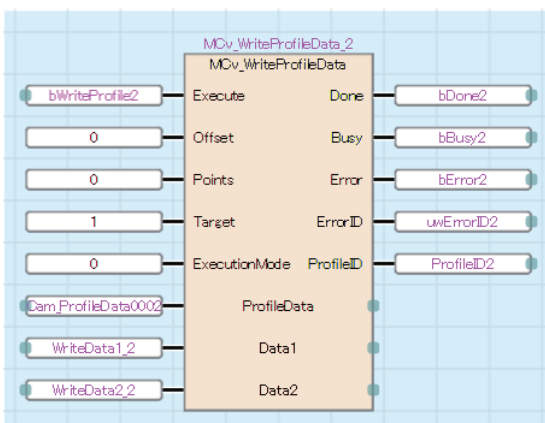 MCv_WriteProfileData_2
MCv_WriteProfileData
bWriteProfile2 Execute Done bDone2
0 Offset Busy bBusy2
0 Points Error bError2
1 Target ErrorID uwErrorID2
0 ExecutionMode ProfileID ProfileID2
Cam_ProfileData0002 ProfileData
WriteData1_2 Data1
WriteData2_2 Data2